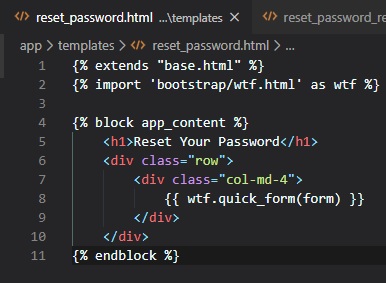 reset_password.html ...\templates × reset_password_re
app > templates > reset_password.html > ...
1 {% extends "base.html" %}
2 {% import 'bootstrap/wtf.html' as wtf %}
3
4 {% block app_content %}
5     <h1>Reset Your Password</h1>
6     <div class="row">
7         <div class="col-md-4">
8             {{ wtf.quick_form(form) }}
9         </div>
10     </div>
11 {% endblock %}